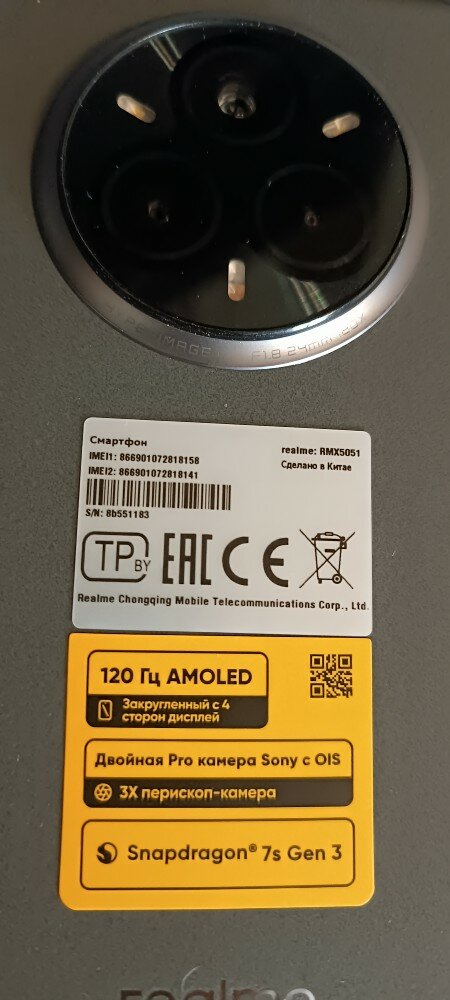 IMAGE
F1.8 24mm
Смартфон
realme: RMX5051
IMEI1: 866901072818158
Сделано в Китае
IMEI2: 866901072818141
S/N: 8b551183
TP BY EAC CE
Realme Chongqing Mobile Telecommunications Corp., Ltd.
120 Гц AMOLED
Закругленный с 4
сторон дисплей
Двойная Pro камера Sony с OIS
3X перископ-камера
Snapdragon® 7s Gen 3
realme